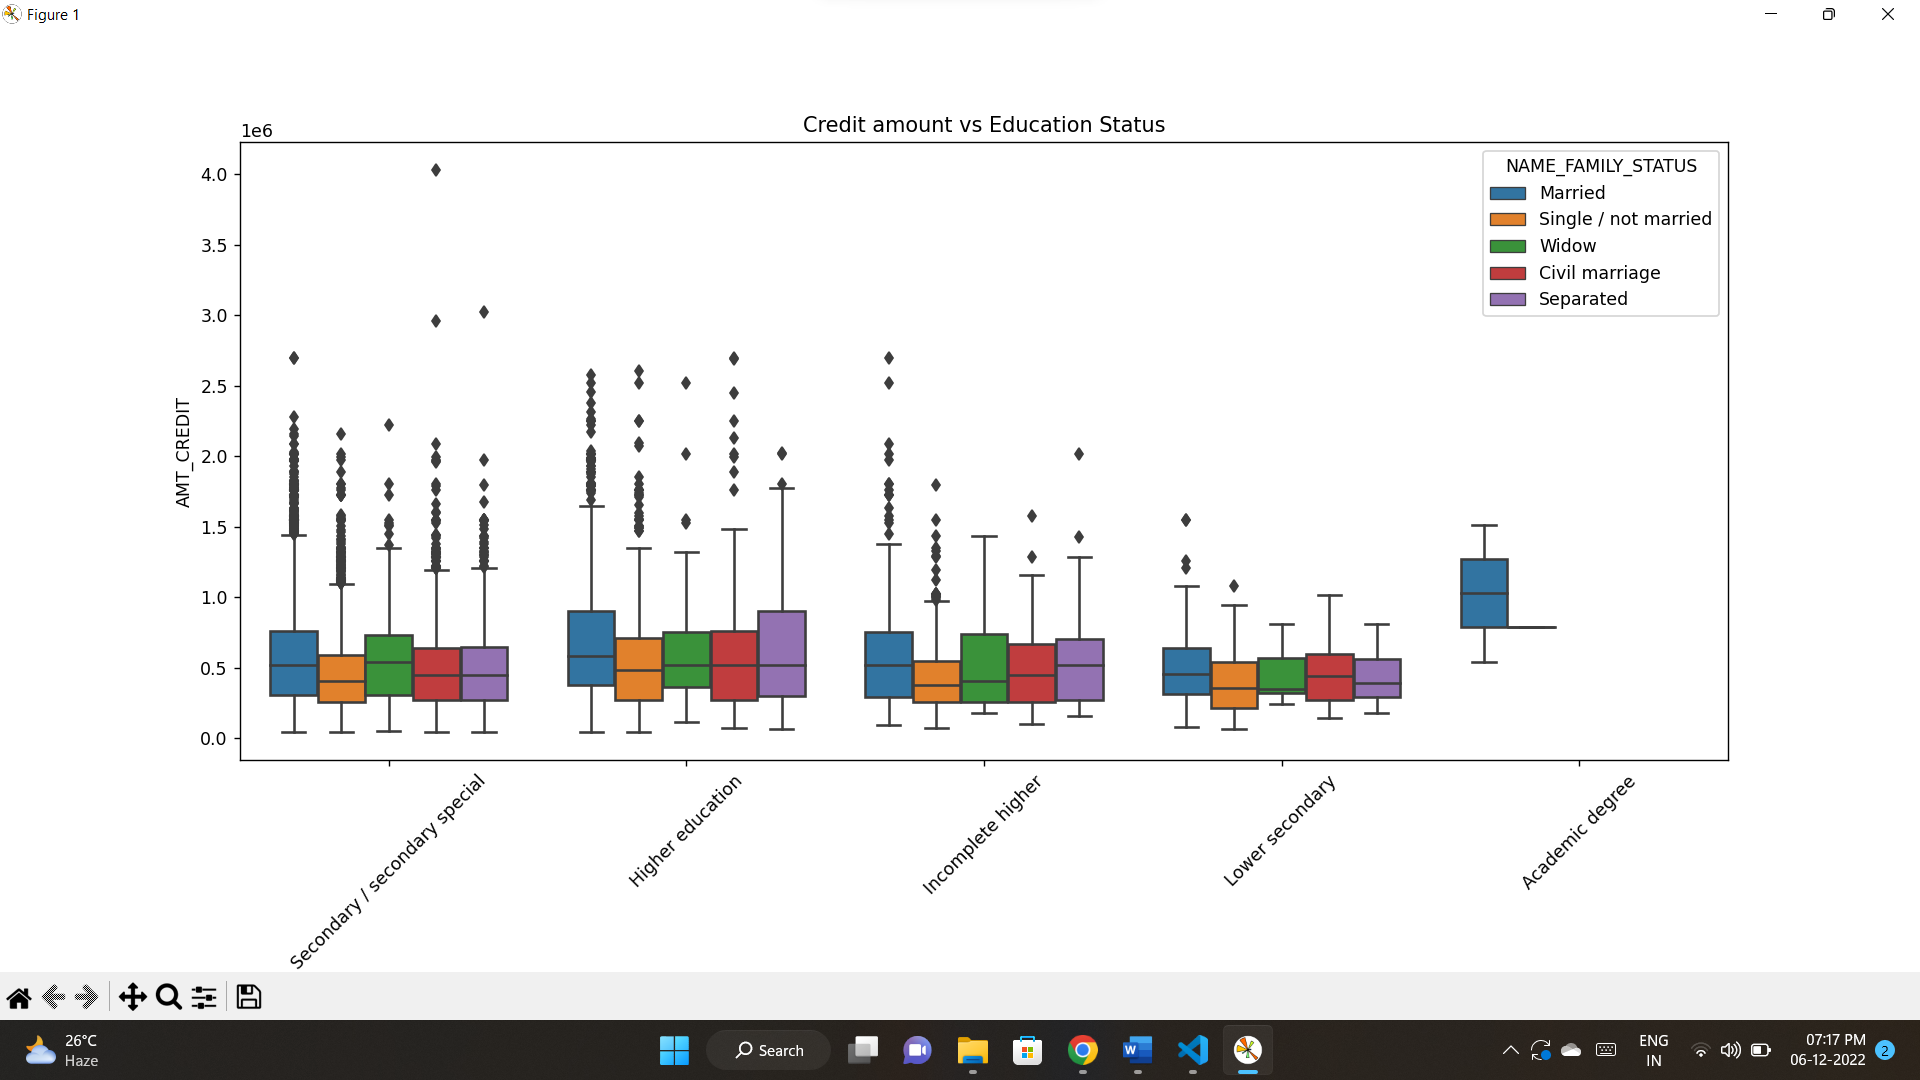 Figure 1
Credit amount vs Education Status
1e6
NAME_FAMILY_STATUS
Married
Single / not married
Widow
Civil marriage
Separated
4.0
3.5
3.0
2.5
2.0
1.5
1.0
0.5
0.0
AMT_CREDIT
Secondary / secondary special
Higher education
Incomplete higher
Lower secondary
Academic degree
26°C
Haze
Search
W
ENG
IN
07:17 PM
06-12-2022
2